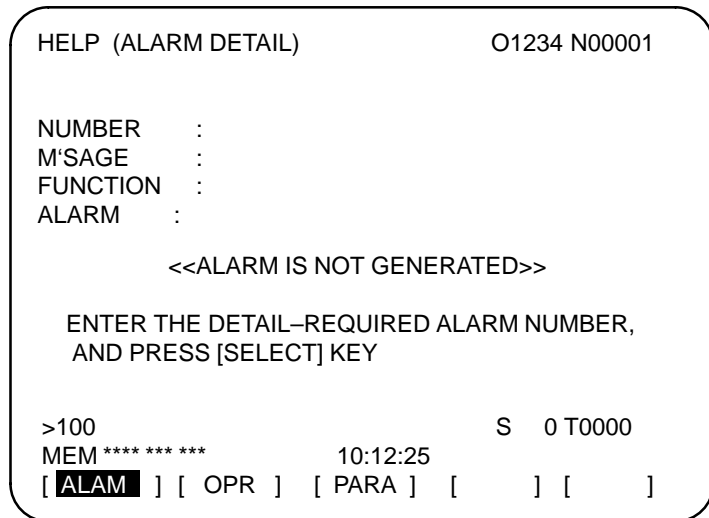 HELP (ALARM DETAIL) O1234 N00001
NUMBER :
M‘SAGE :
FUNCTION :
ALARM :
<<ALARM IS NOT GENERATED>>
ENTER THE DETAIL–REQUIRED ALARM NUMBER,
AND PRESS [SELECT] KEY
>100 S 0 T0000
MEM **** *** *** 10:12:25
[ ALAM ] [ OPR ] [ PARA ] [ ] [ ]